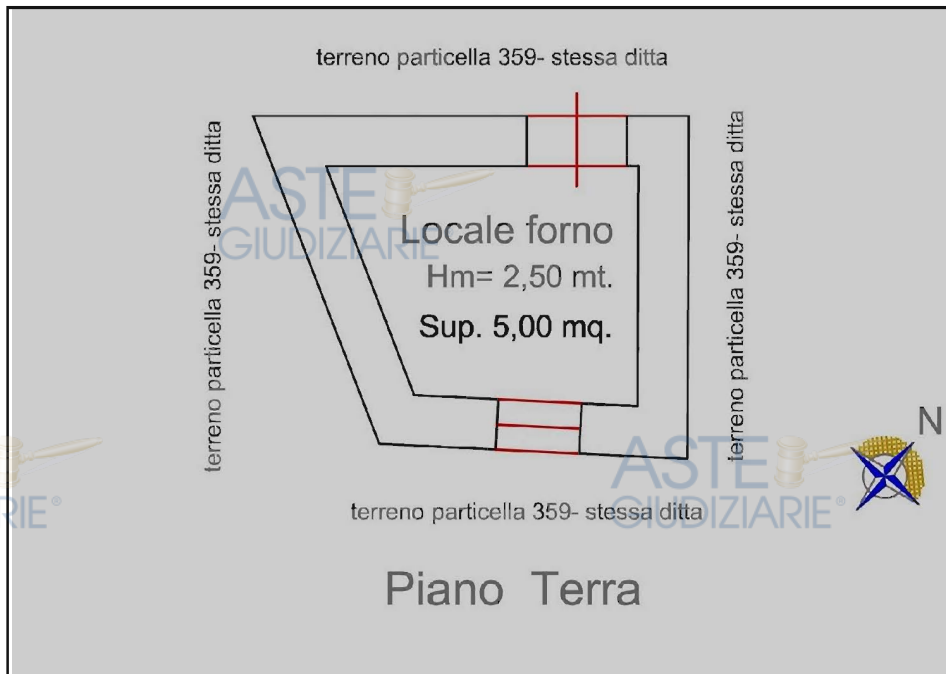 terreno particella 359- stessa ditta
terreno particella 359- stessa ditta
terreno particella 359- stessa ditta
ASTE
GIUDIZIARIE
Locale forno
Hm= 2,50 mt.
Sup. 5,00 mq.
N
ASTE
GIUDIZIARIE®
RIE®
terreno particella 359- stessa ditta
Piano Terra